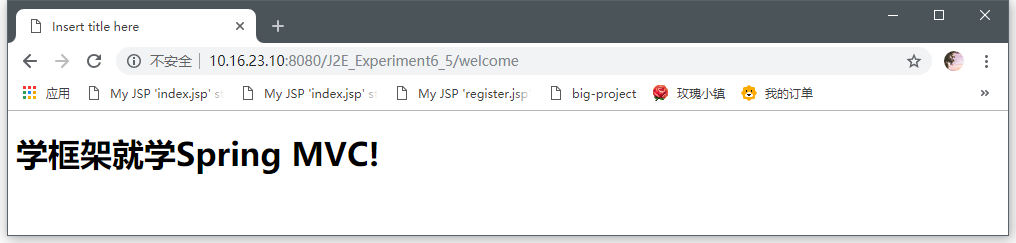 Insert title here
不安全 10.16.23.10:8080/J2E_Experiment6_5/welcome
应用 My JSP 'index.jsp' st My JSP 'index.jsp' st My JSP 'register.jsp big-project 玫瑰小镇 我的订单 »
学框架就学Spring MVC!